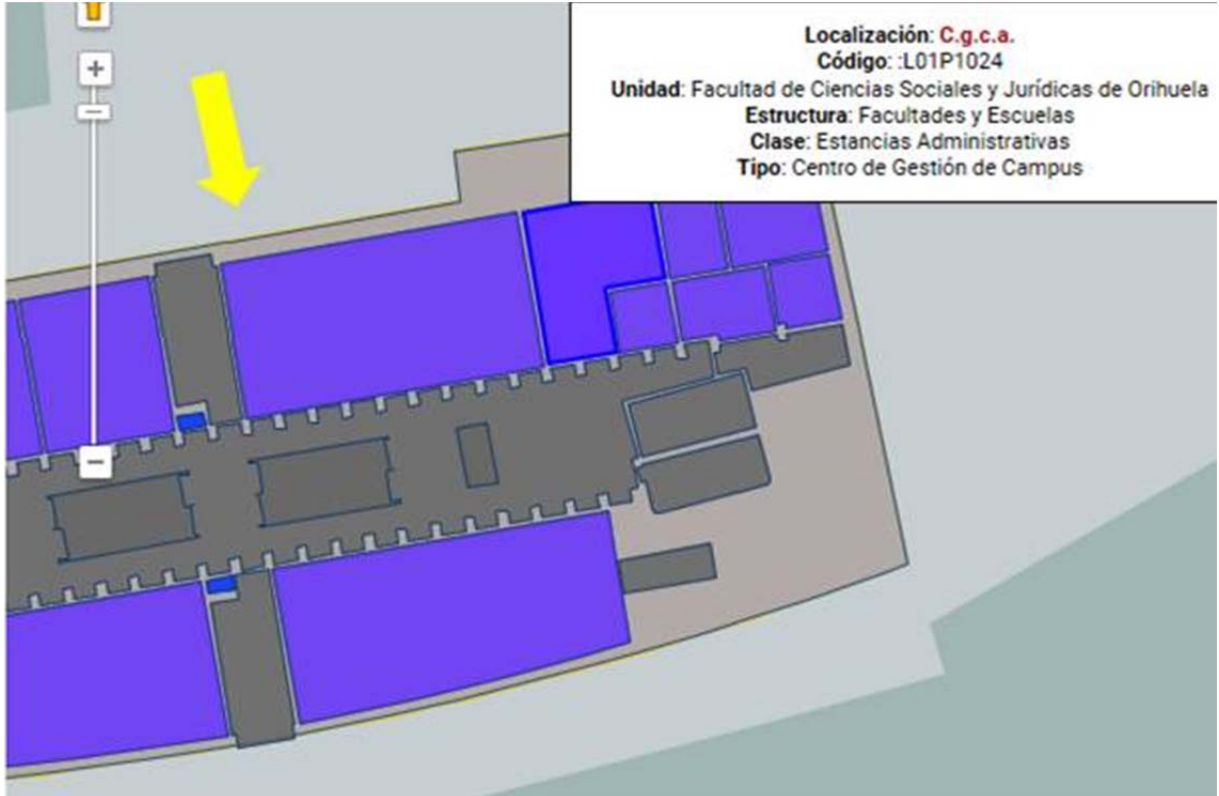 Localización: C.g.c.a.
Código: :L01P1024
Unidad: Facultad de Ciencias Sociales y Jurídicas de Orihuela
Estructura: Facultades y Escuelas
Clase: Estancias Administrativas
Tipo: Centro de Gestión de Campus